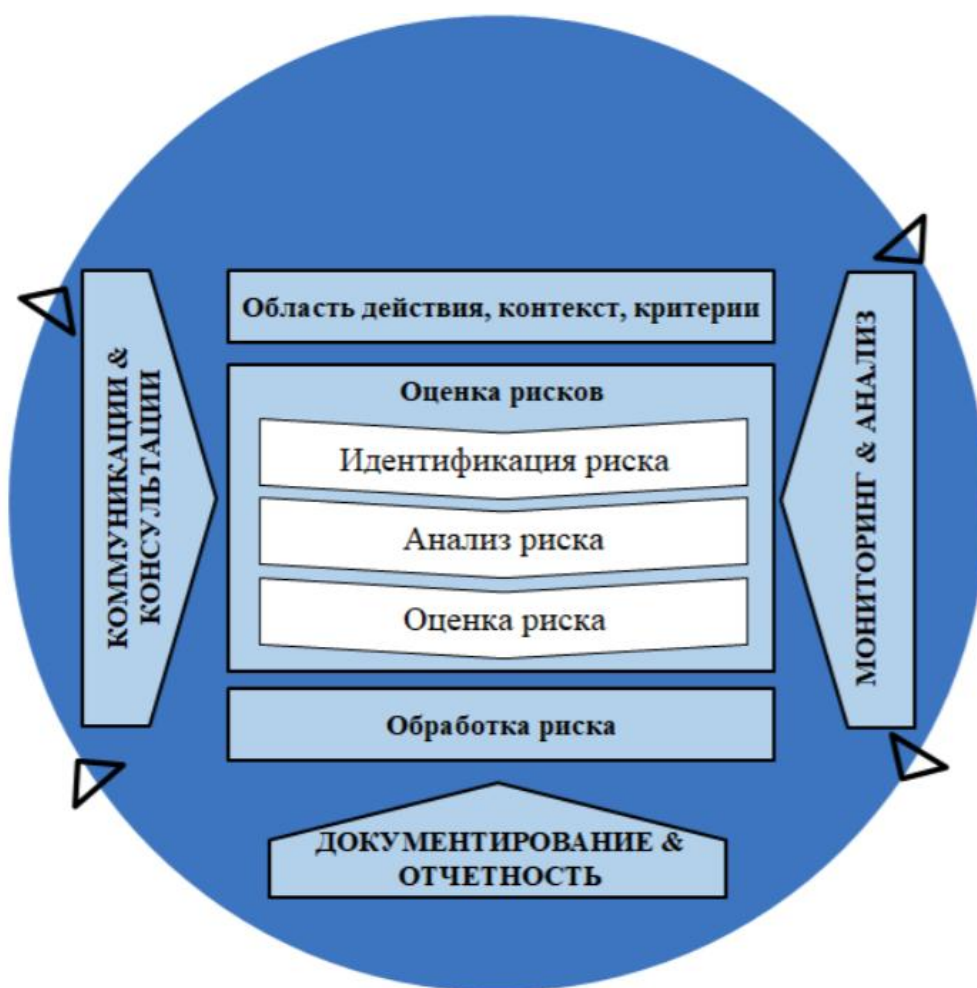 Область действия, контекст, критерии
КОММУНИКАЦИИ &
КОНСУЛЬТАЦИИ
Оценка рисков
Идентификация риска
Анализ риска
Оценка риска
МОНИТОРИНГ & АНАЛИЗ
Обработка риска
ДОКУМЕНТИРОВАНИЕ &
ОТЧЕТНОСТЬ